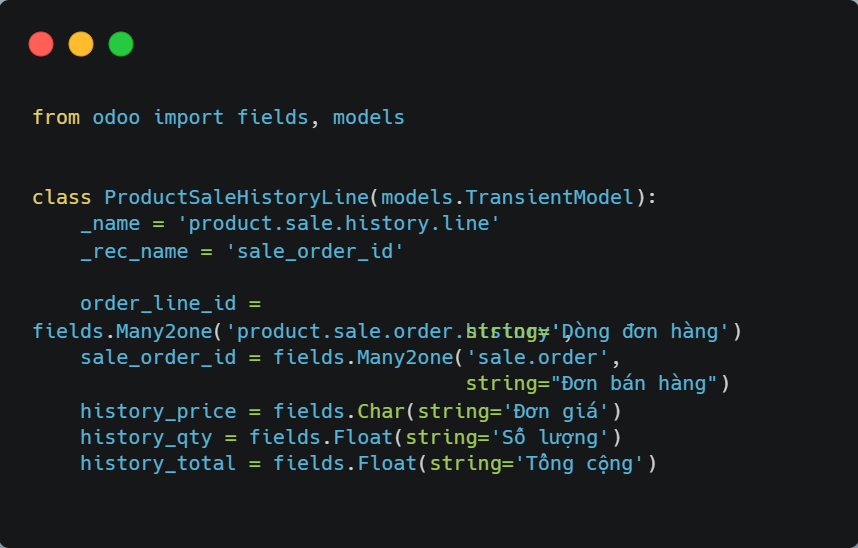 from odoo import fields, models
class ProductSaleHistoryLine(models.TransientModel):
_name = 'product.sale.history.line'
_rec_name = 'sale_order_id'
order_line_id =
fields.Many2one('product.sale.order.history', string='Dòng đơn hàng')
sale_order_id = fields.Many2one('sale.order',
string="Đơn bán hàng")
history_price = fields.Char(string='Đơn giá')
history_qty = fields.Float(string='Số lượng')
history_total = fields.Float(string='Tổng cộng')